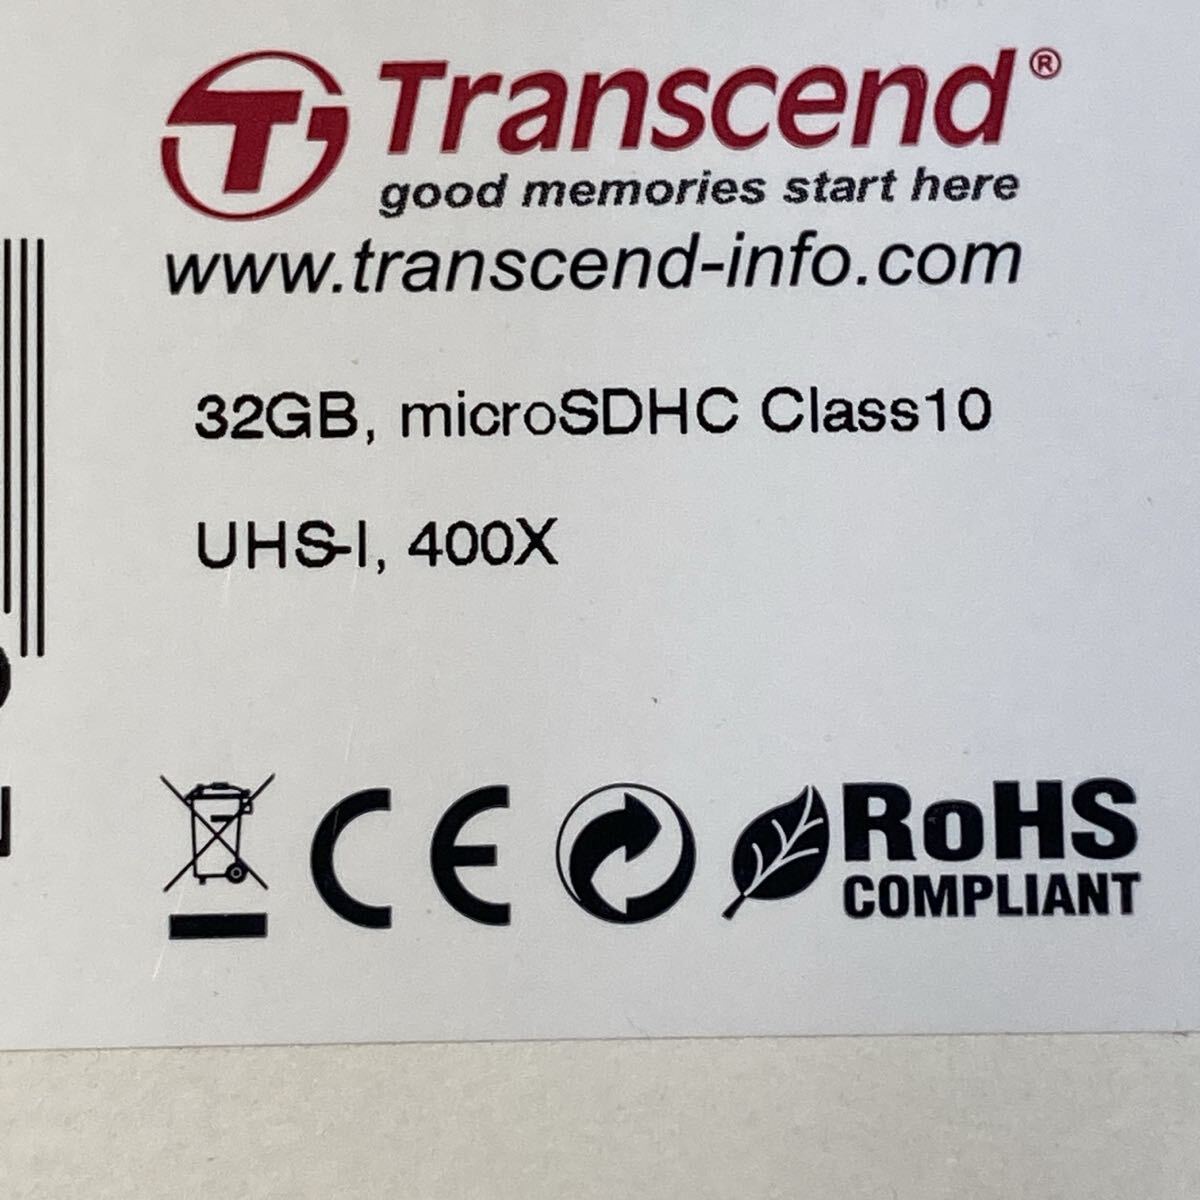 Transcend®
good memories start here
www.transcend-info.com
32GB, microSDHC Class10
UHS-I, 400X
CE
RoHS
COMPLIANT